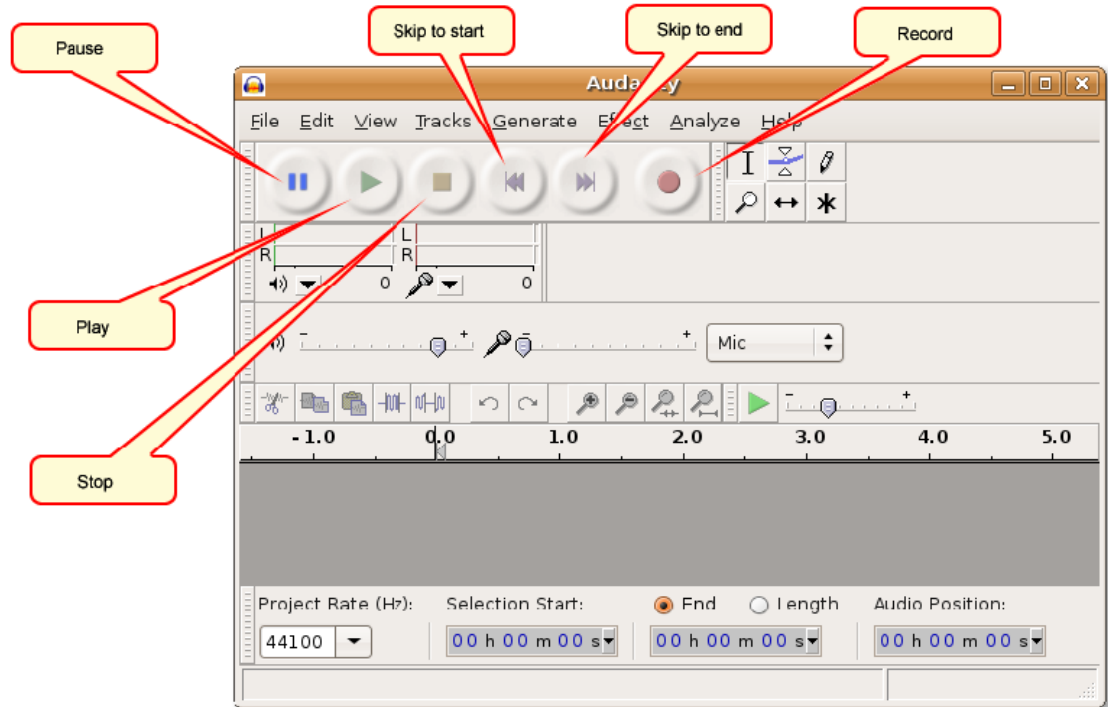 Pause
Skip to start
Skip to end
Record
Audacity
File Edit View Tracks Generate Effect Analyze Help
L
R
0
L
R
0
Play
- +
- +
Mic
- +
Stop
- 1.0 0.0 1.0 2.0 3.0 4.0 5.0
Project Rate (Hz): Selection Start: End Length Audio Position:
44100 00 h 00 m 00 s 00 h 00 m 00 s 00 h 00 m 00 s